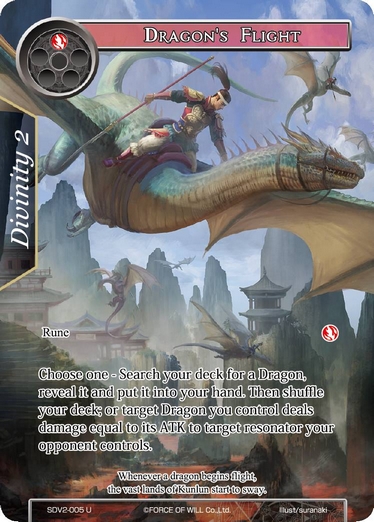 Dragon's Flight
Divinity 2
Rune
Choose one - Search your deck for a Dragon,
reveal it and put it into your hand. Then shuffle
your deck; or target Dragon you control deals
damage equal to its ATK to target resonator your
opponent controls.
Whenever a dragon begins flight,
the vast lands of Kunlun start to sway.
SDV2-005 U ©FORCE OF WILL Co.,Ltd. Illust/suranaki